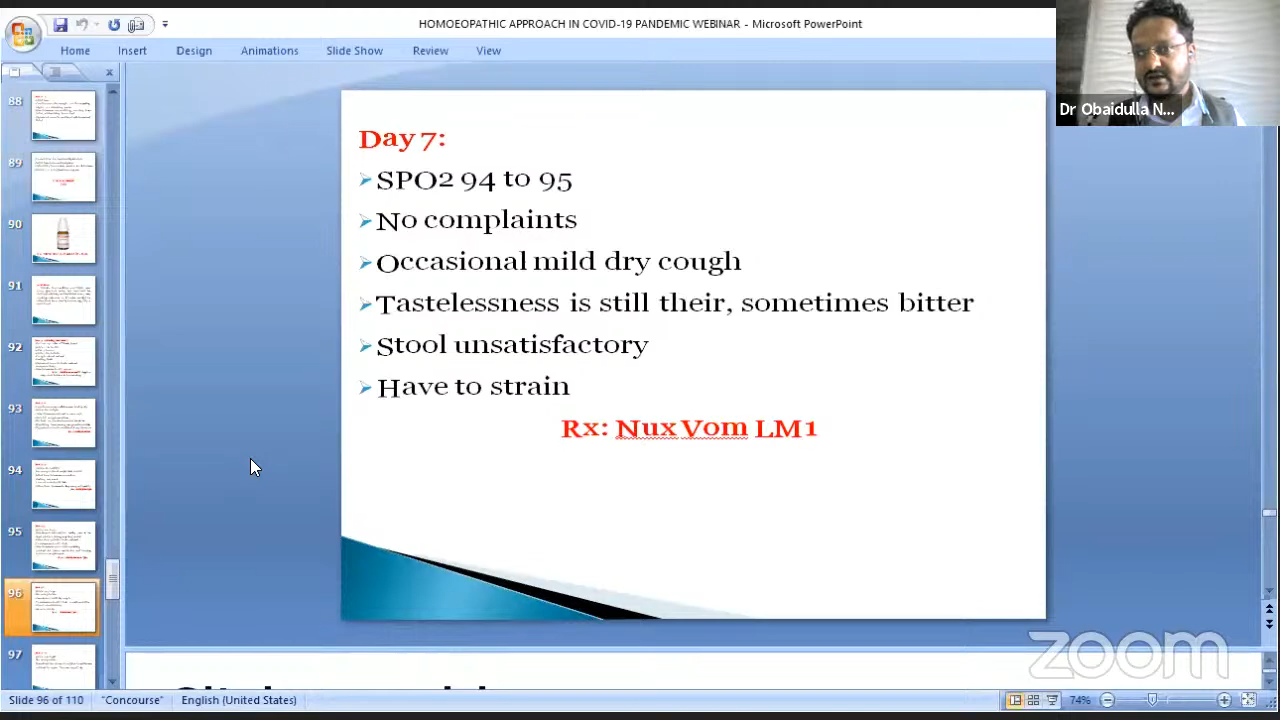 HOMOEOPATHIC APPROACH IN COVID-19 PANDEMIC WEBINAR - Microsoft PowerPoint
Home Insert Design Animations Slide Show Review View
Dr Obaidulla N...
88
89
90
91
92
93
94
95
96
97
Day 7:
SPO2 94 to 95
No complaints
Occasional mild dry cough
Tastelessness is still their, sometimes bitter
Stool unsatisfactory
Have to strain
Rx: Nux Vom LM1
zoom
Slide 96 of 110 "Concourse" English (United States) 74%